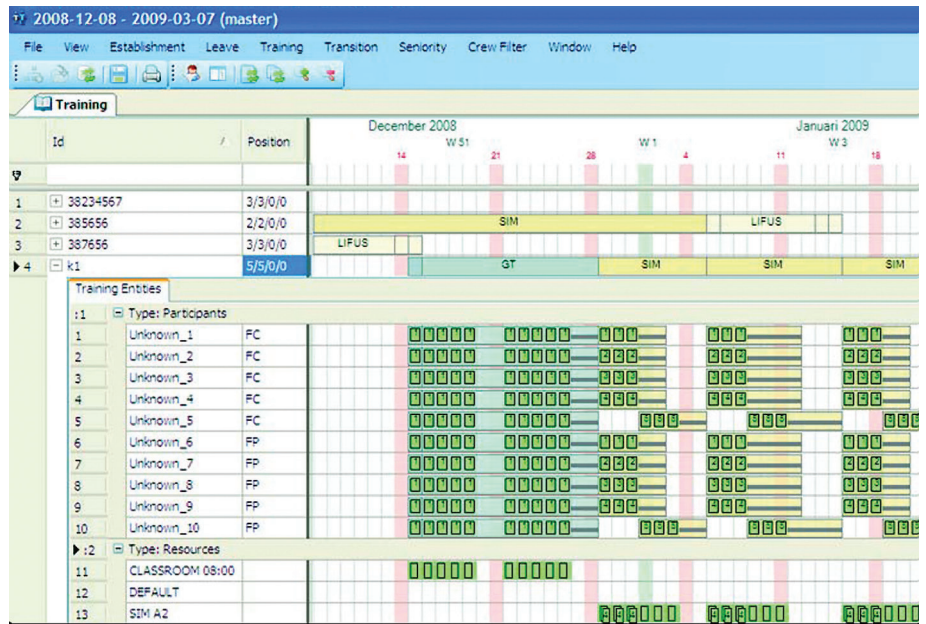 2008-12-08 - 2009-03-07 (master)
File View Establishment Leave Training Transition Seniority Crew Filter Window Help
Training
Id Position December 2008 Januari 2009
W 51 W 1 W 3
14 21 28 4 11 18
1 38234567 3/3/0/0
2 385656 2/2/0/0 SIM LIFUS
3 387656 3/3/0/0 LIFUS
4 k1 5/5/0/0 GT SIM SIM SIM
Training Entities
:1 Type: Participants
1 Unknown_1 FC
2 Unknown_2 FC
3 Unknown_3 FC
4 Unknown_4 FC
5 Unknown_5 FC
6 Unknown_6 FP
7 Unknown_7 FP
8 Unknown_8 FP
9 Unknown_9 FP
10 Unknown_10 FP
:2 Type: Resources
11 CLASSROOM 08:00
12 DEFAULT
13 SIM A2